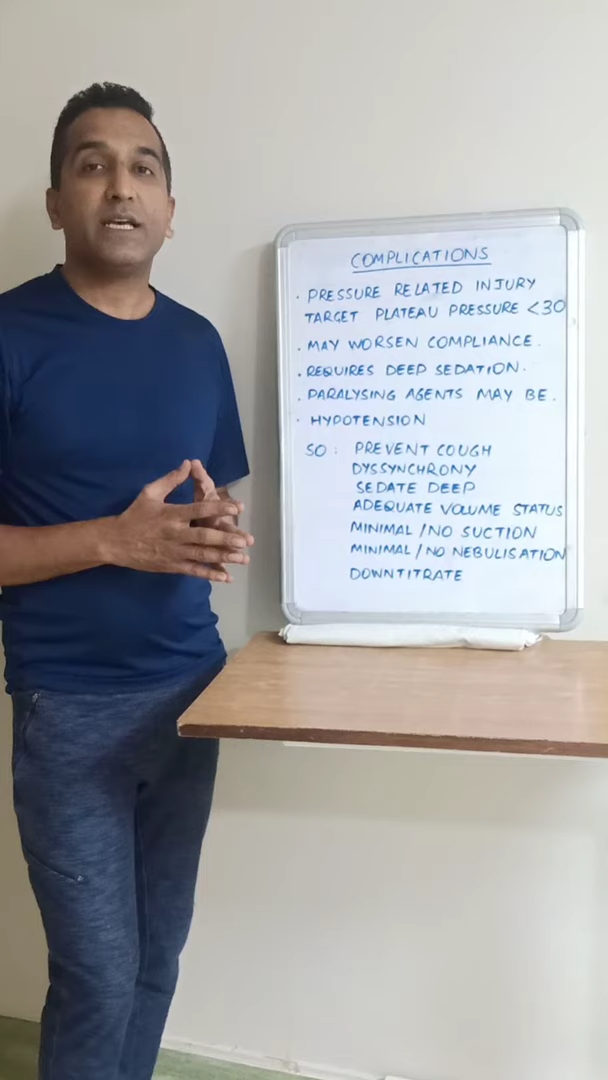 COMPLICATIONS
· PRESSURE RELATED INJURY
TARGET PLATEAU PRESSURE <30
· MAY WORSEN COMPLIANCE.
· REQUIRES DEEP SEDATION.
· PARALYSING AGENTS MAY BE.
· HYPOTENSION
SO : PREVENT COUGH
DYSSYNCHRONY
SEDATE DEEP
ADEQUATE VOLUME STATUS
MINIMAL/NO SUCTION
MINIMAL/NO NEBULISATION
DOWNTITRATE